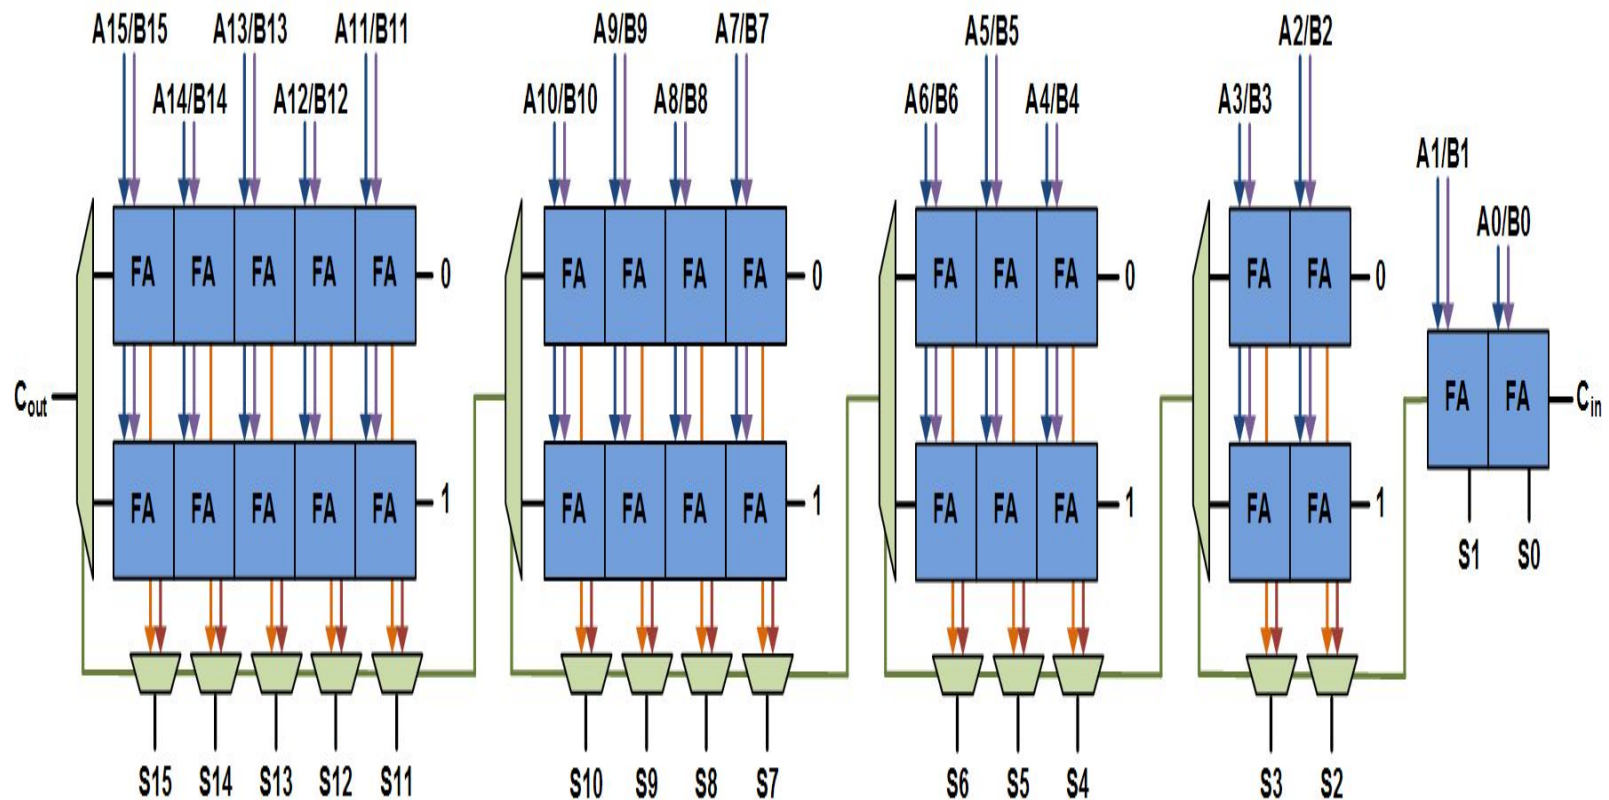 A15/B15 A13/B13 A11/B11 A9/B9 A7/B7 A5/B5 A2/B2
A14/B14 A12/B12 A10/B10 A8/B8 A6/B6 A4/B4 A3/B3
A1/B1
A0/B0
FA FA FA FA FA 0 FA FA FA FA 0 FA FA FA 0 FA FA 0
Cout FA FA Cin
FA FA FA FA FA 1 FA FA FA FA 1 FA FA FA 1 FA FA 1
S1 S0
S15 S14 S13 S12 S11 S10 S9 S8 S7 S6 S5 S4 S3 S2